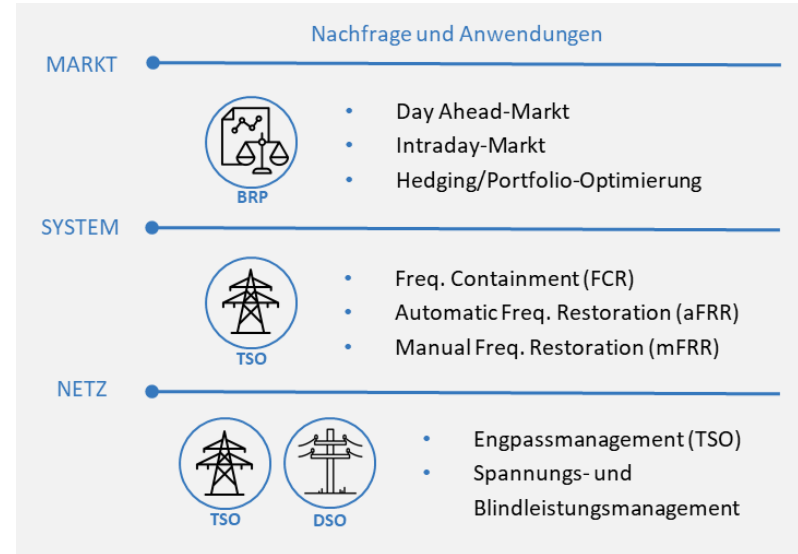 Nachfrage und Anwendungen
MARKT
• Day Ahead-Markt
• Intraday-Markt
• Hedging/Portfolio-Optimierung
BRP
SYSTEM
• Freq. Containment (FCR)
• Automatic Freq. Restoration (aFRR)
• Manual Freq. Restoration (mFRR)
TSO
NETZ
• Engpassmanagement (TSO)
• Spannungs- und
Blindleistungsmanagement
TSO
DSO